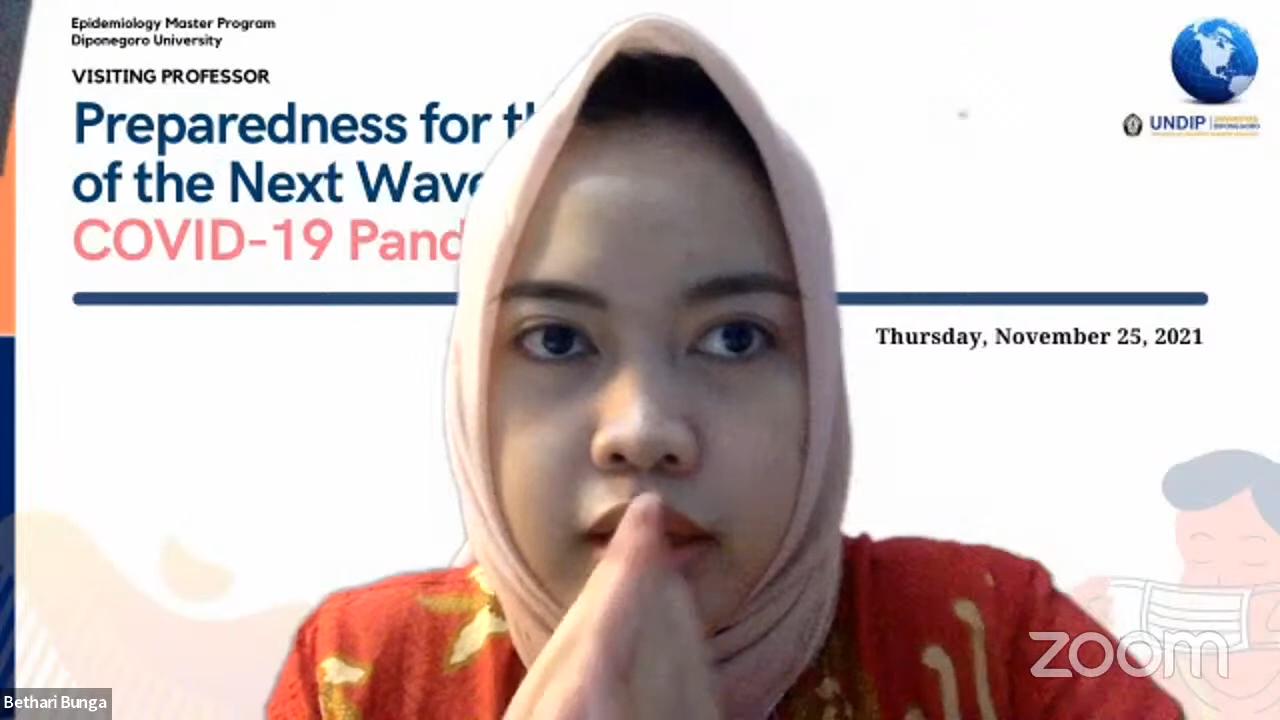 Epidemiology Master Program
Diponegoro University
VISITING PROFESSOR
Preparedness for th
of the Next Wave
COVID-19 Pand
UNDIP
Thursday, November 25, 2021
zoom
Bethari Bunga